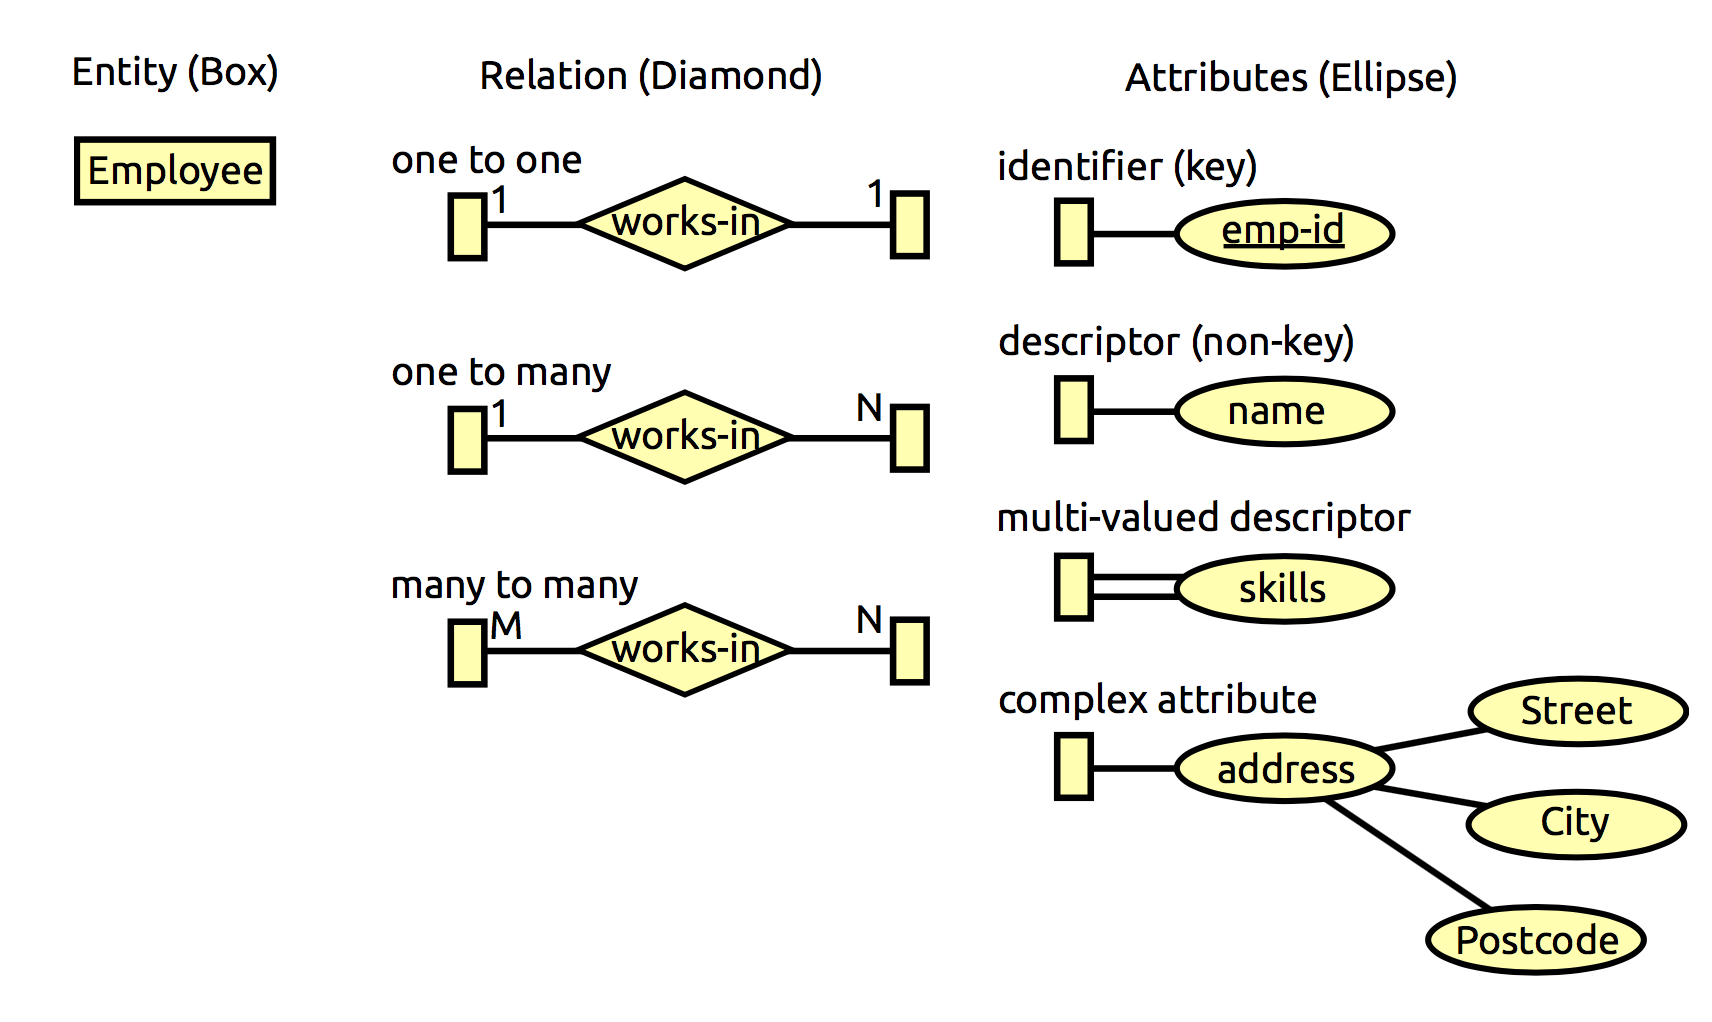 Entity (Box)
Employee
Relation (Diamond)
one to one
1
works-in
1
one to many
1
works-in
N
many to many
M
works-in
N
Attributes (Ellipse)
identifier (key)
emp-id
descriptor (non-key)
name
multi-valued descriptor
skills
complex attribute
address
Street
City
Postcode